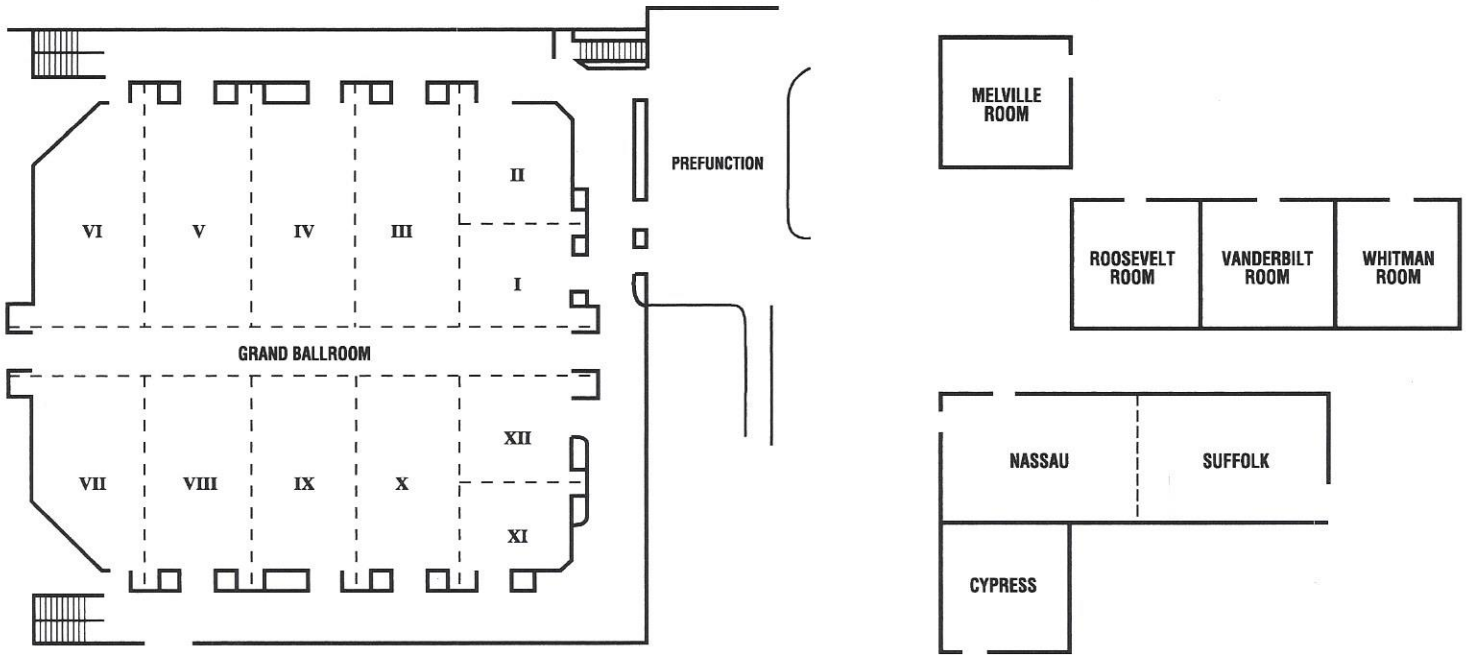 MELVILLE
ROOM
PREFUNCTION
II
VI
V
IV
III
I
ROOSEVELT
ROOM
VANDERBILT
ROOM
WHITMAN
ROOM
GRAND BALLROOM
XII
VII
VIII
IX
X
XI
NASSAU
SUFFOLK
CYPRESS